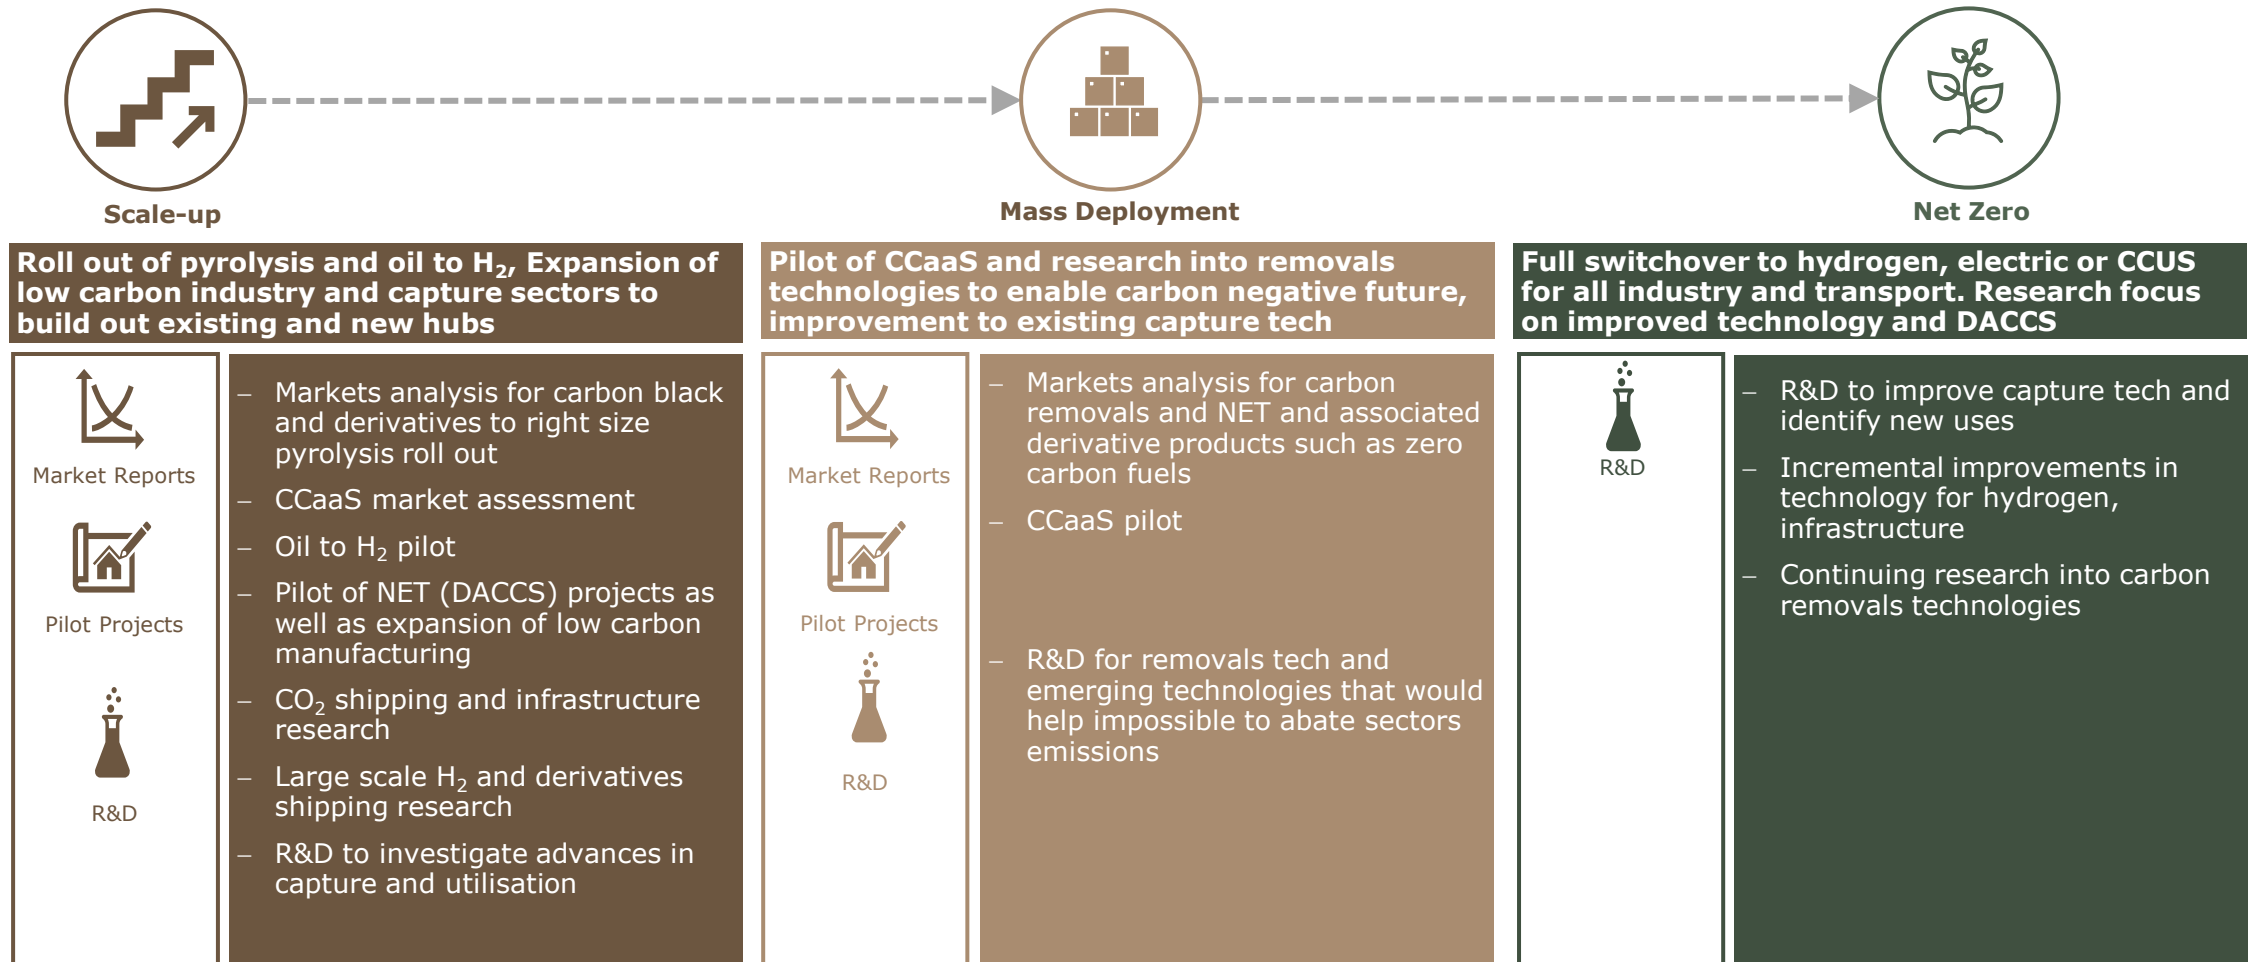 Scale-up
Mass Deployment
Net Zero
Roll out of pyrolysis and oil to H₂, Expansion of
low carbon industry and capture sectors to
build out existing and new hubs
Market Reports
Pilot Projects
R&D
– Markets analysis for carbon black
and derivatives to right size
pyrolysis roll out
– CCaaS market assessment
– Oil to H₂ pilot
– Pilot of NET (DACCS) projects as
well as expansion of low carbon
manufacturing
– CO₂ shipping and infrastructure
research
– Large scale H₂ and derivatives
shipping research
– R&D to investigate advances in
capture and utilisation
Pilot of CCaaS and research into removals
technologies to enable carbon negative future,
improvement to existing capture tech
Market Reports
Pilot Projects
R&D
– Markets analysis for carbon
removals and NET and associated
derivative products such as zero
carbon fuels
– CCaaS pilot
– R&D for removals tech and
emerging technologies that would
help impossible to abate sectors
emissions
Full switchover to hydrogen, electric or CCUS
for all industry and transport. Research focus
on improved technology and DACCS
R&D
– R&D to improve capture tech and
identify new uses
– Incremental improvements in
technology for hydrogen,
infrastructure
– Continuing research into carbon
removals technologies